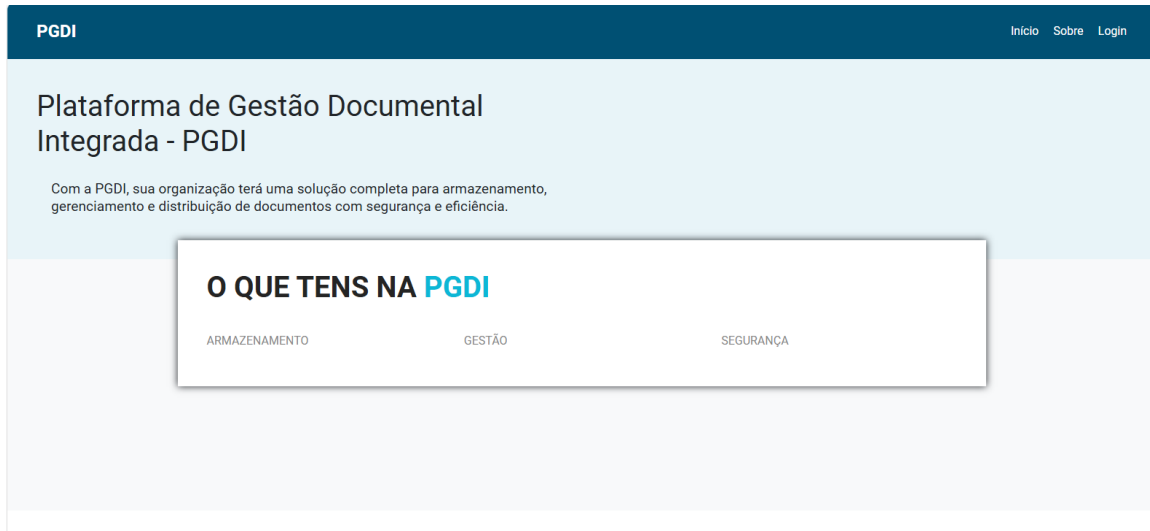 PGDI
Início Sobre Login
Plataforma de Gestão Documental
Integrada - PGDI
Com a PGDI, sua organização terá uma solução completa para armazenamento,
gerenciamento e distribuição de documentos com segurança e eficiência.
O QUE TENS NA PGDI
ARMAZENAMENTO GESTÃO SEGURANÇA